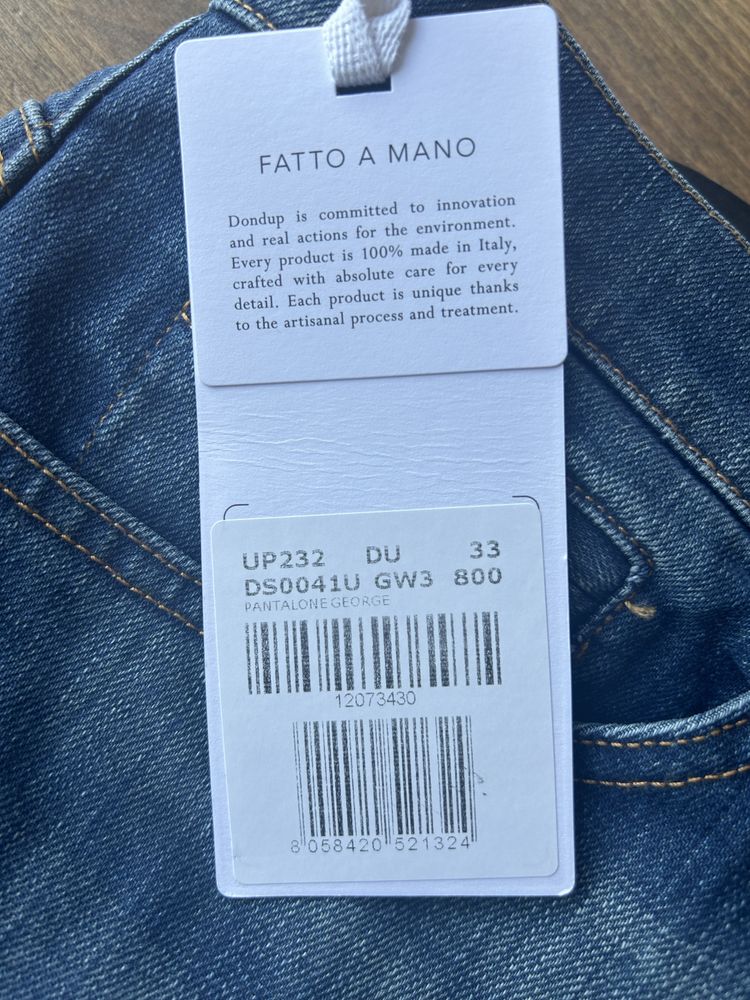 FATTO A MANO
Dondup is committed to innovation
and real actions for the environment.
Every product is 100% made in Italy,
crafted with absolute care for every
detail. Each product is unique thanks
to the artisanal process and treatment.
UP232 DU 33
DS0041U GW3 800
PANTALONE GEORGE
12073430
8 058420 521324